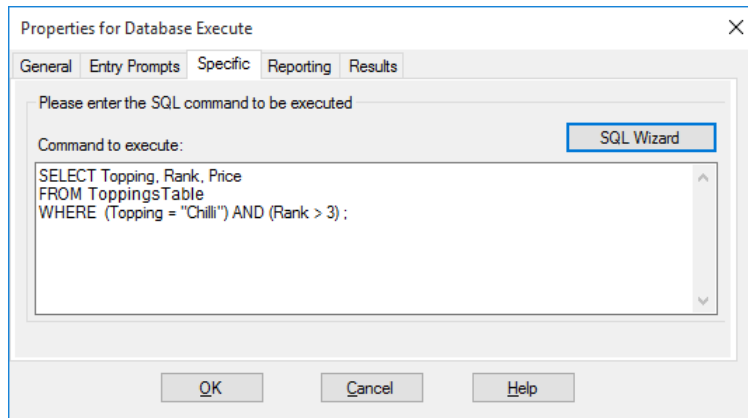 Properties for Database Execute
General Entry Prompts Specific Reporting Results
Please enter the SQL command to be executed
SQL Wizard
Command to execute:
SELECT Topping, Rank, Price
FROM ToppingsTable
WHERE (Topping = "Chilli") AND (Rank > 3) ;
OK Cancel Help